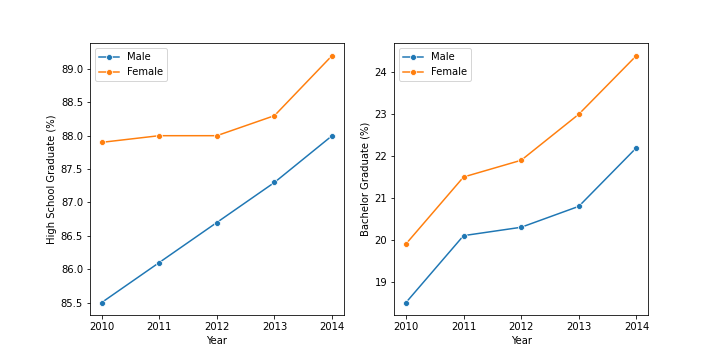 Male
Female
89.0
88.5
88.0
87.5
87.0
86.5
86.0
85.5
High School Graduate (%)
2010 2011 2012 2013 2014
Year
Male
Female
24
23
22
21
20
19
Bachelor Graduate (%)
2010 2011 2012 2013 2014
Year